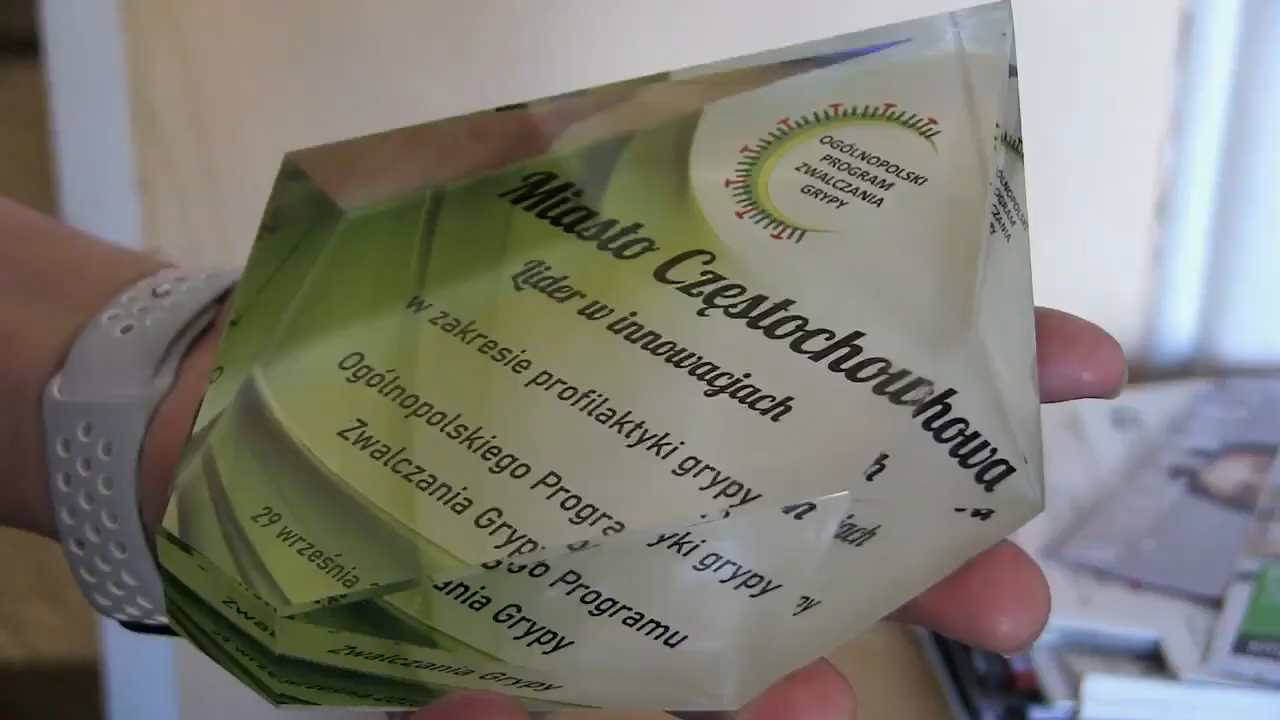 OGÓLNOPOLSKI
PROGRAM
ZWALCZANIA
GRYPY
Miasto Częstochowa
Lider w innowacjach
w zakresie profilaktyki grypy
Ogólnopolskiego Programu
Zwalczania Grypy
29 września